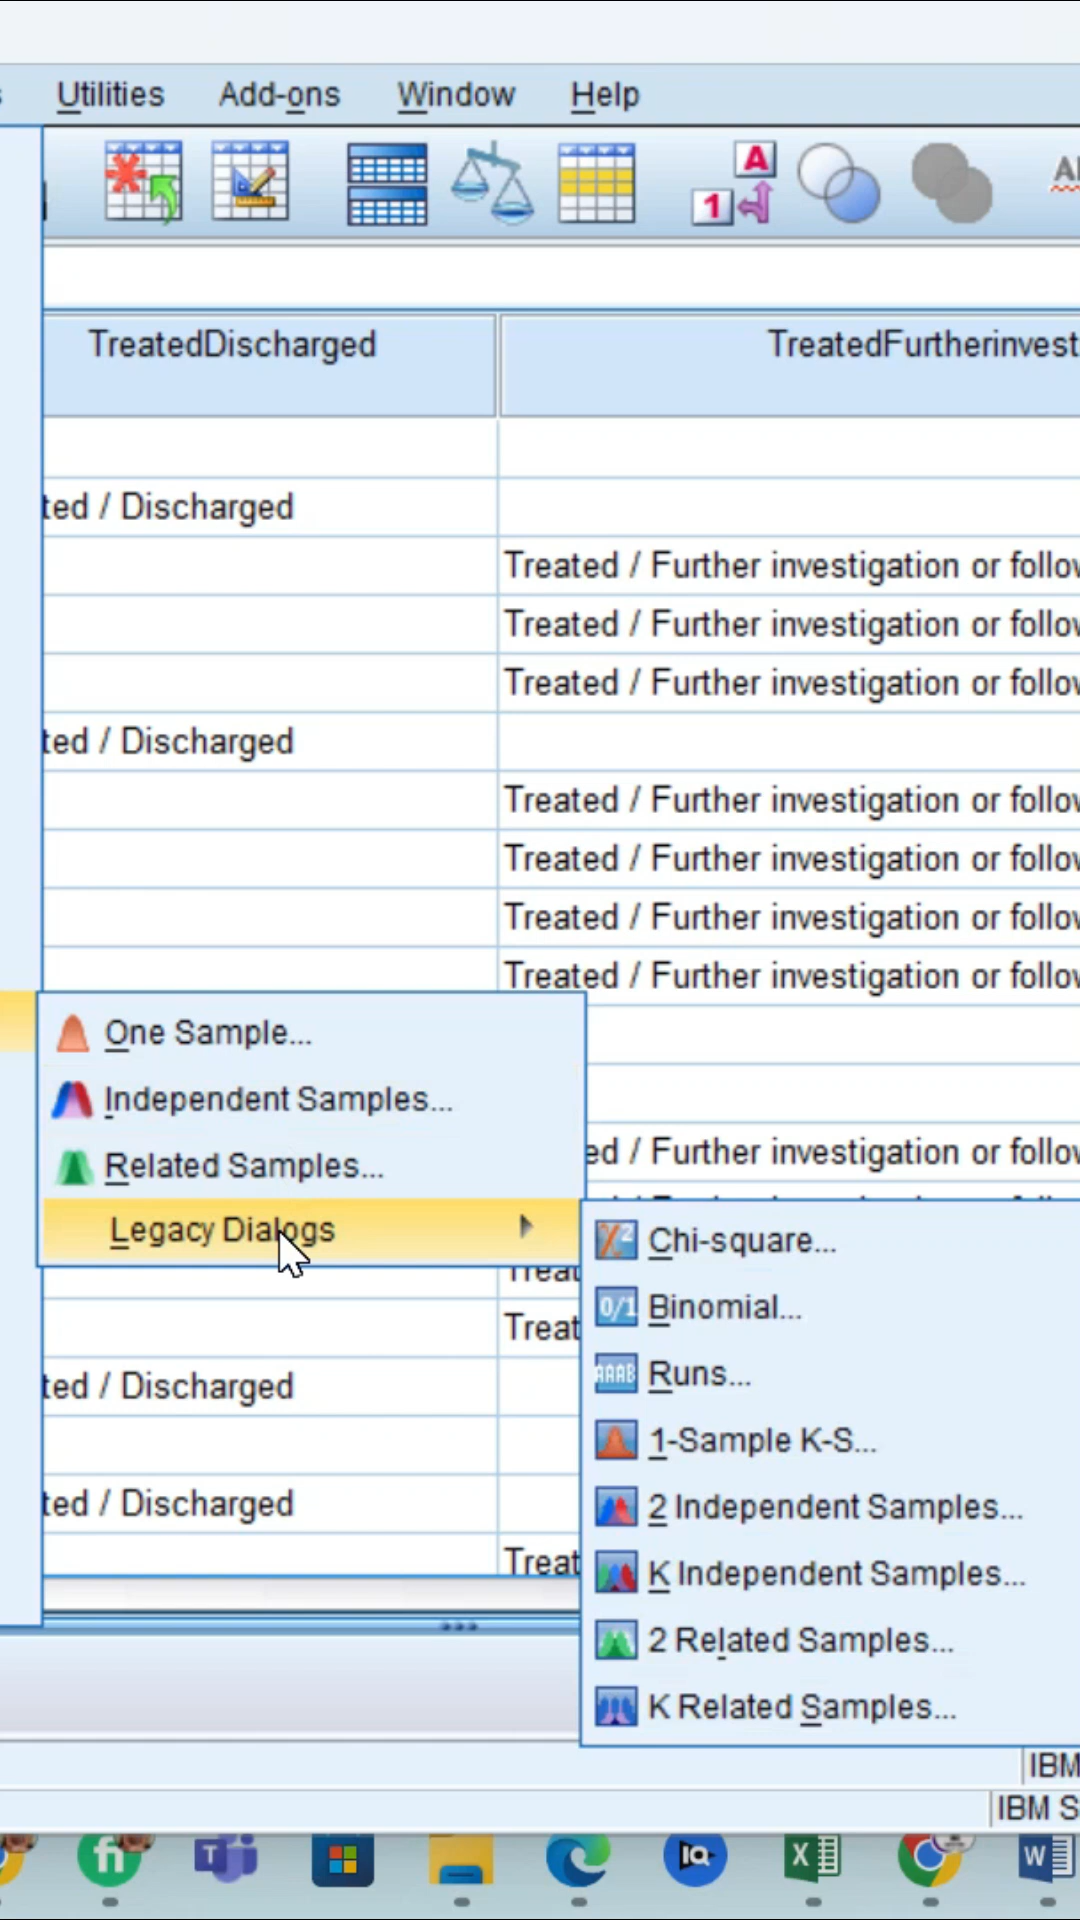 Utilities Add-ons Window Help
A
1
TreatedDischarged TreatedFurtherinvest
ted / Discharged
Treated / Further investigation or follow
Treated / Further investigation or follow
Treated / Further investigation or follow
ted / Discharged
Treated / Further investigation or follow
Treated / Further investigation or follow
Treated / Further investigation or follow
Treated / Further investigation or follow
One Sample...
Independent Samples...
Related Samples...
ed / Further investigation or follow
Legacy Dialogs
Chi-square...
Binomial...
Runs...
1-Sample K-S...
2 Independent Samples...
K Independent Samples...
2 Related Samples...
K Related Samples...
Treat
ted / Discharged
ted / Discharged
Treat
IBM
IBM S